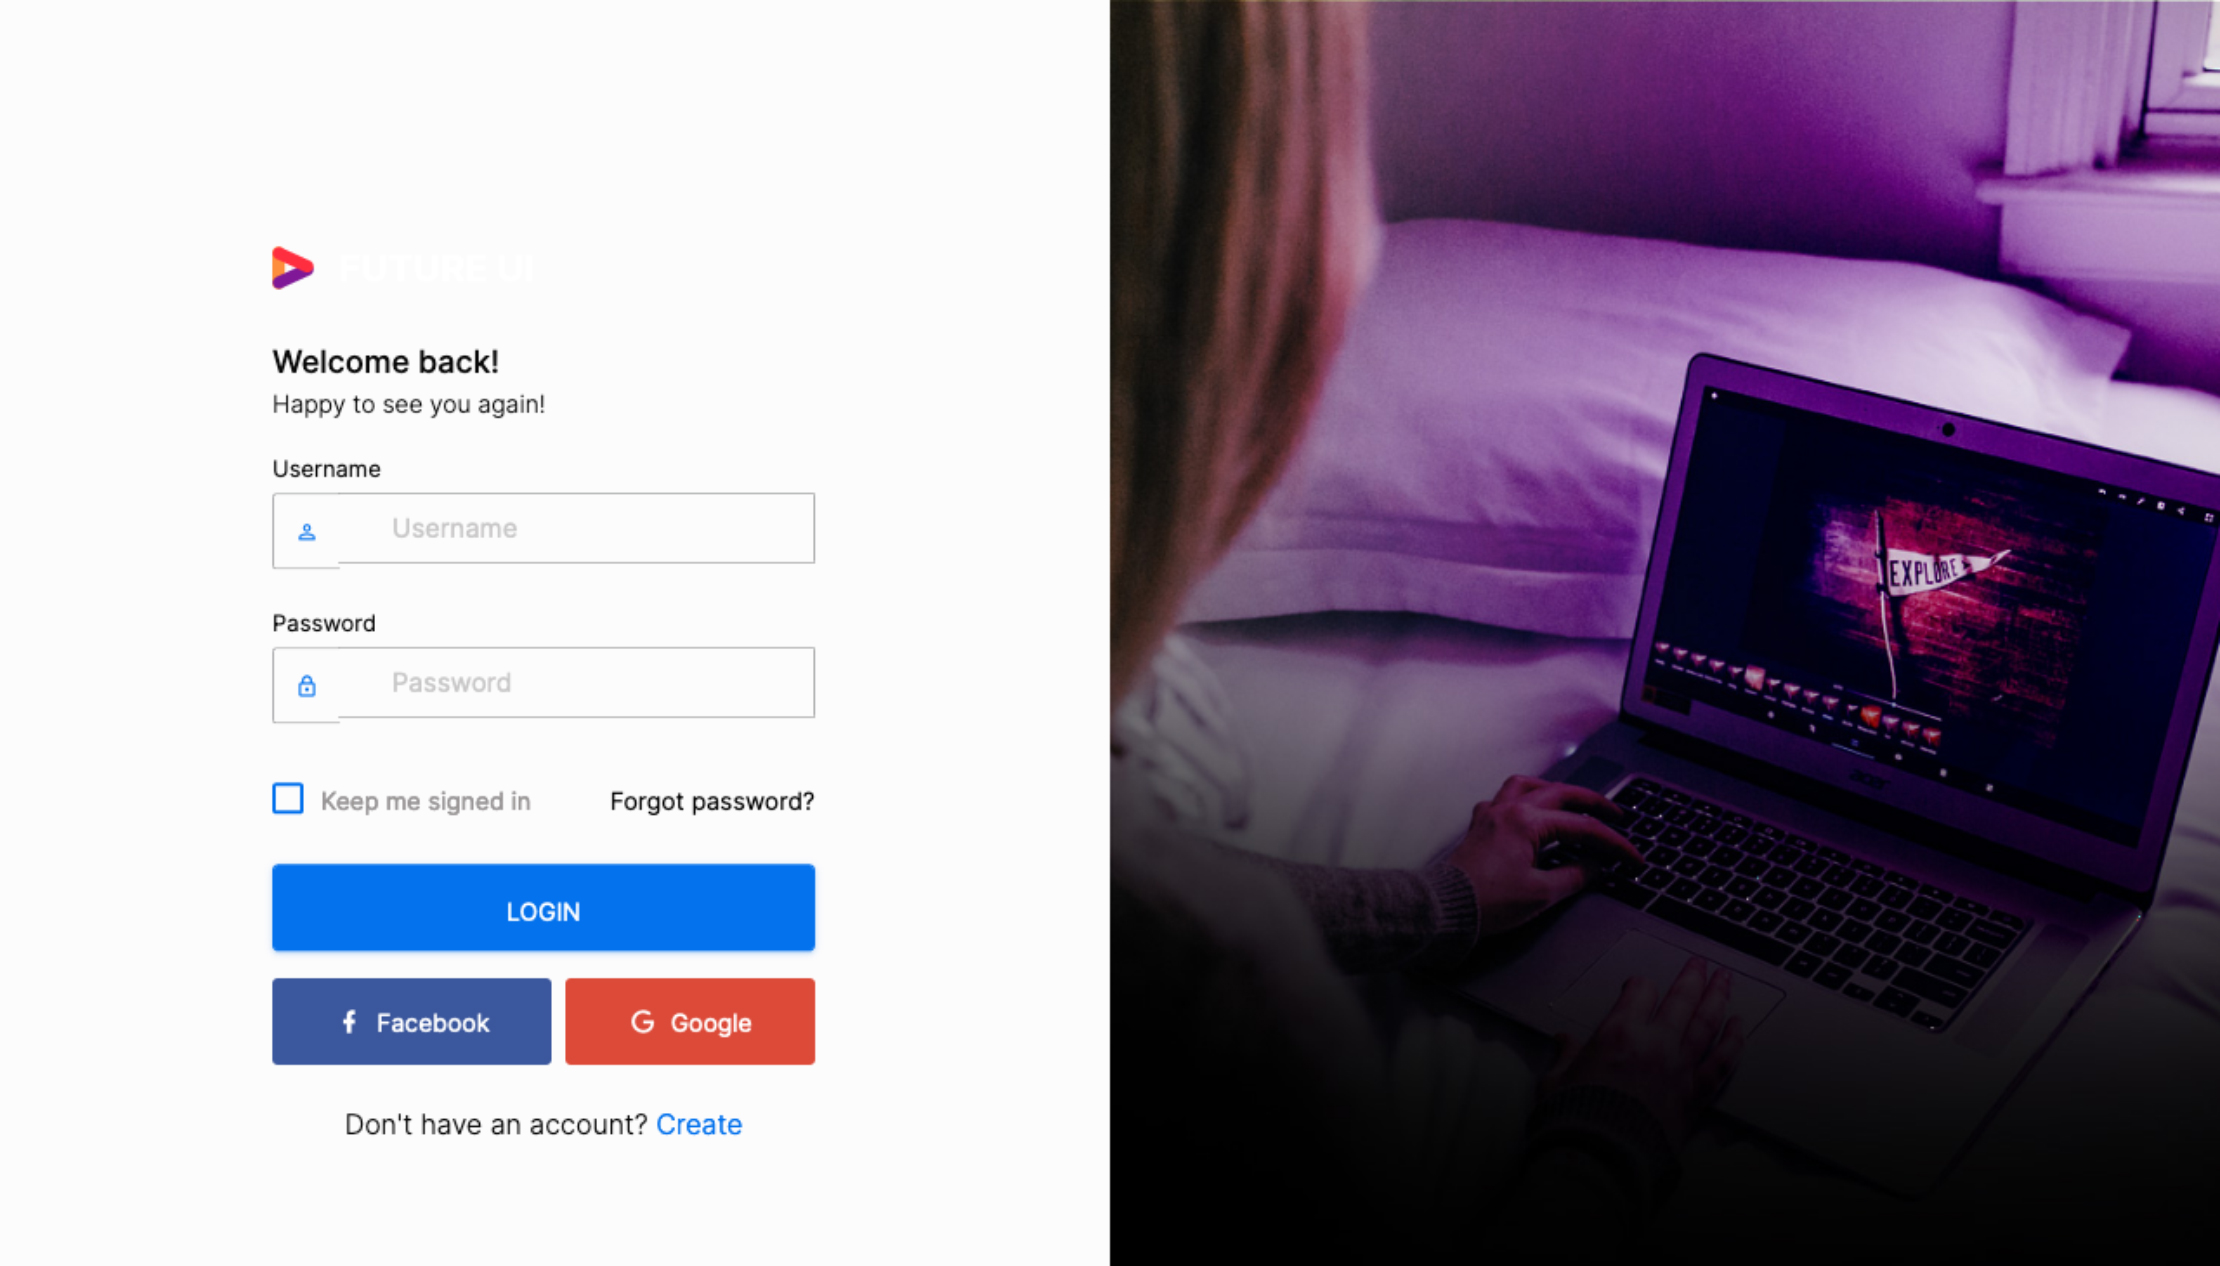 FUTURE UI
Welcome back!
Happy to see you again!
Username
Username
Password
Password
Keep me signed in Forgot password?
LOGIN
Facebook Google
Don't have an account? Create
EXPLORE
acer